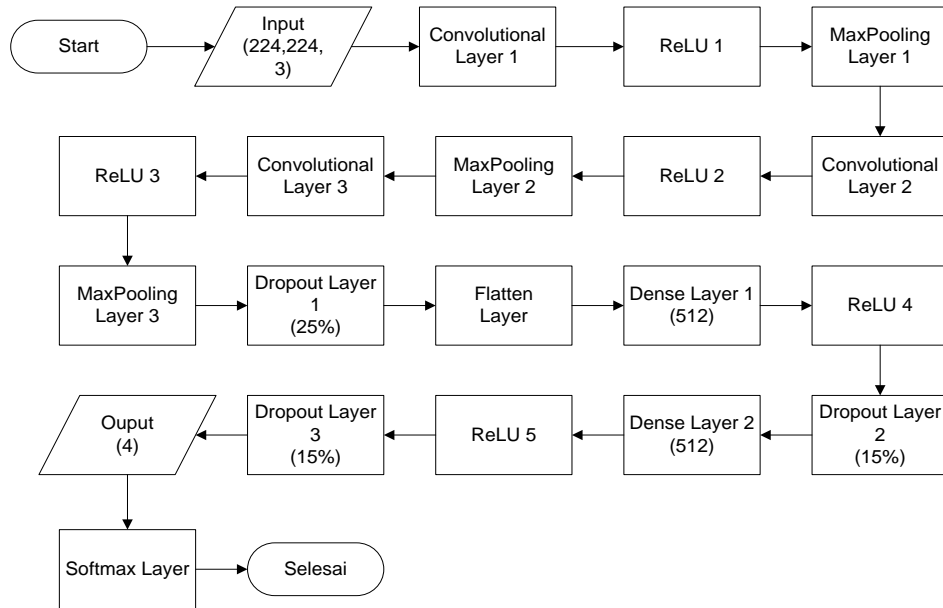 Start
Input
(224,224,
3)
Convolutional
Layer 1
ReLU 1
MaxPooling
Layer 1
Convolutional
Layer 2
ReLU 2
MaxPooling
Layer 2
Convolutional
Layer 3
ReLU 3
MaxPooling
Layer 3
Dropout Layer
1
(25%)
Flatten
Layer
Dense Layer 1
(512)
ReLU 4
Dropout Layer
2
(15%)
Dense Layer 2
(512)
ReLU 5
Dropout Layer
3
(15%)
Ouput
(4)
Softmax Layer
Selesai